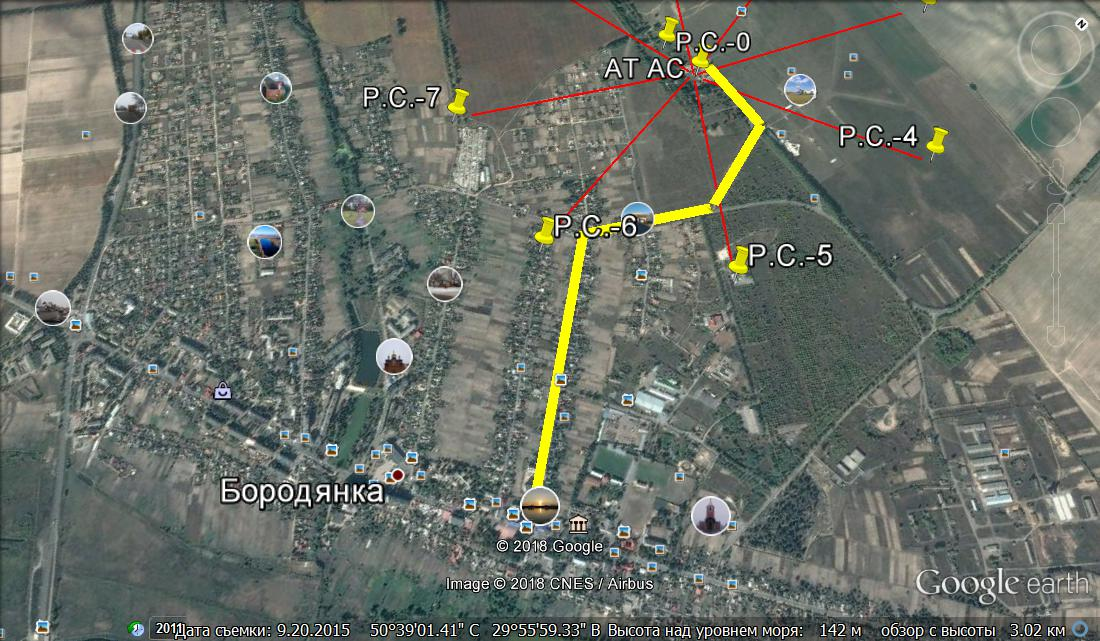 N
Р.С.-0
АТ АС
Р.С.-7
Р.С.-4
Р.С.-6
Р.С.-5
Бородянка
© 2018 Google
Image © 2018 CNES / Airbus
Google earth
2011
Дата съемки: 9.20.2015 50°39'01.41" С 29°55'59.33" В Высота над уровнем моря: 142 м обзор с высоты 3.02 км